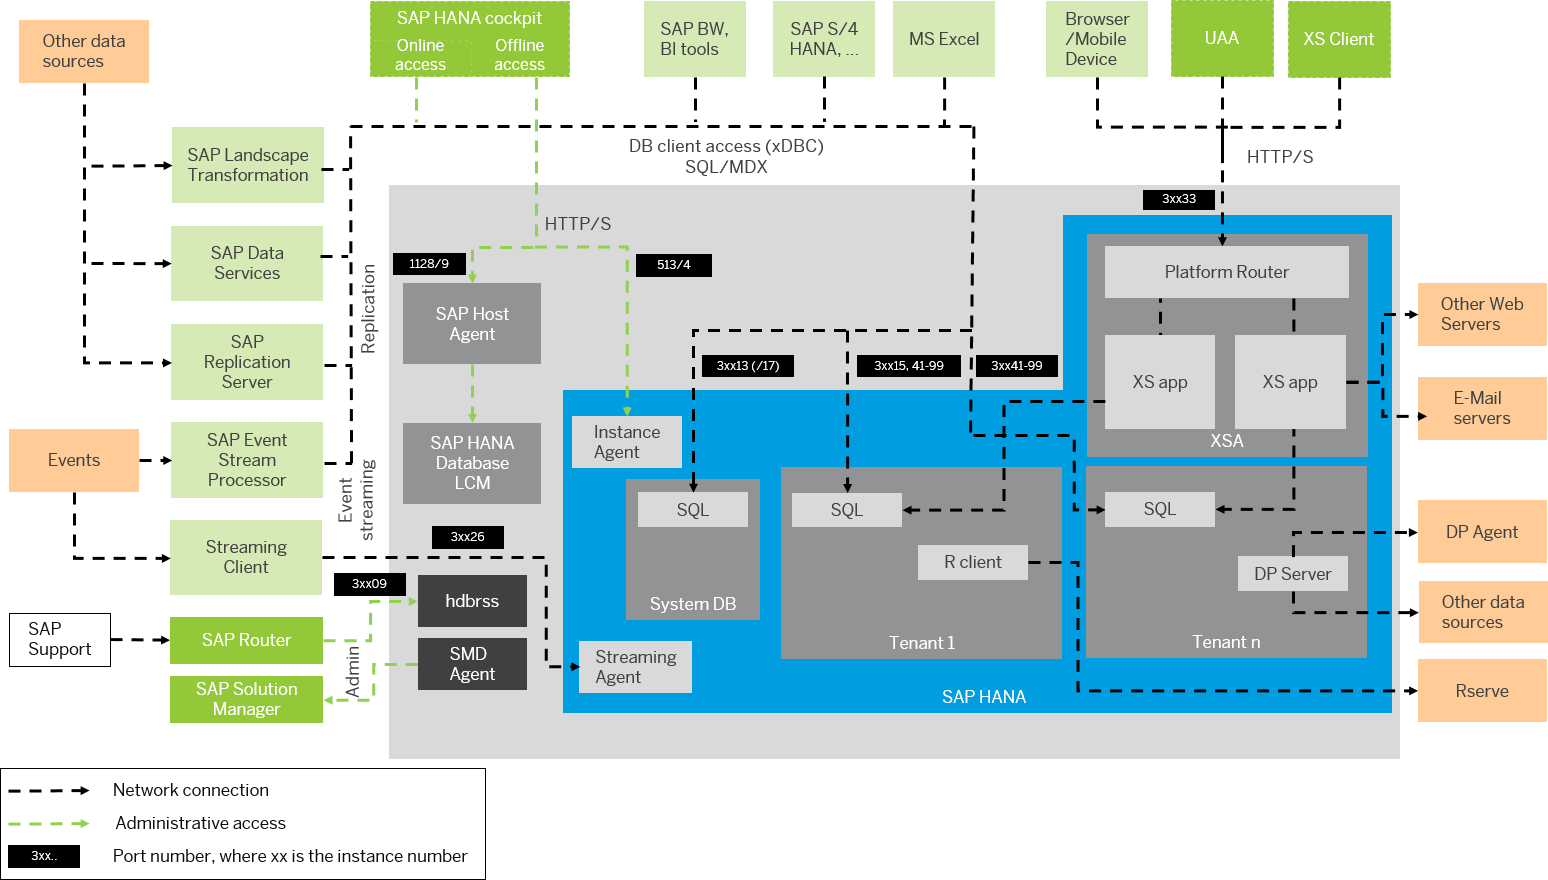 Other data
sources
SAP HANA cockpit
Online
access
Offline
access
SAP BW,
BI tools
SAP S/4
HANA, ...
MS Excel
Browser
/Mobile
Device
UAA
XS Client
SAP Landscape
Transformation
DB client access (xDBC)
SQL/MDX
HTTP/S
3xx33
SAP Data
Services
HTTP/S
1128/9
513/4
Replication
SAP Host
Agent
Platform Router
Other Web
Servers
SAP
Replication
Server
3xx13 (/17)
3xx15, 41-99
3xx41-99
XS app
XS app
E-Mail
servers
XSA
Events
SAP Event
Stream
Processor
Event
streaming
SAP HANA
Database
LCM
Instance
Agent
SQL
SQL
SQL
3xx26
Streaming
Client
3xx09
hdbrss
R client
DP Server
DP Agent
System DB
Other data
sources
SAP
Support
SAP Router
Admin
SMD
Agent
Streaming
Agent
Tenant 1
Tenant n
SAP Solution
Manager
SAP HANA
Rserve
Network connection
Administrative access
3xx..
Port number, where xx is the instance number